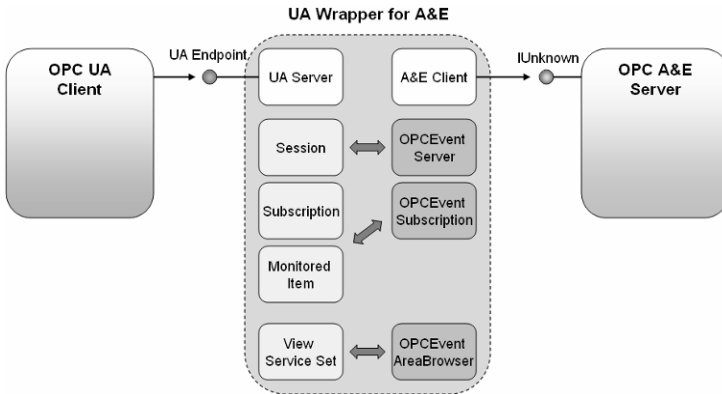 UA Wrapper for A&E
OPC UA
Client
UA Endpoint
UA Server
A&E Client
IUnknown
OPC A&E
Server
Session
OPCEvent
Server
Subscription
OPCEvent
Subscription
Monitored
Item
View
Service Set
OPCEvent
AreaBrowser